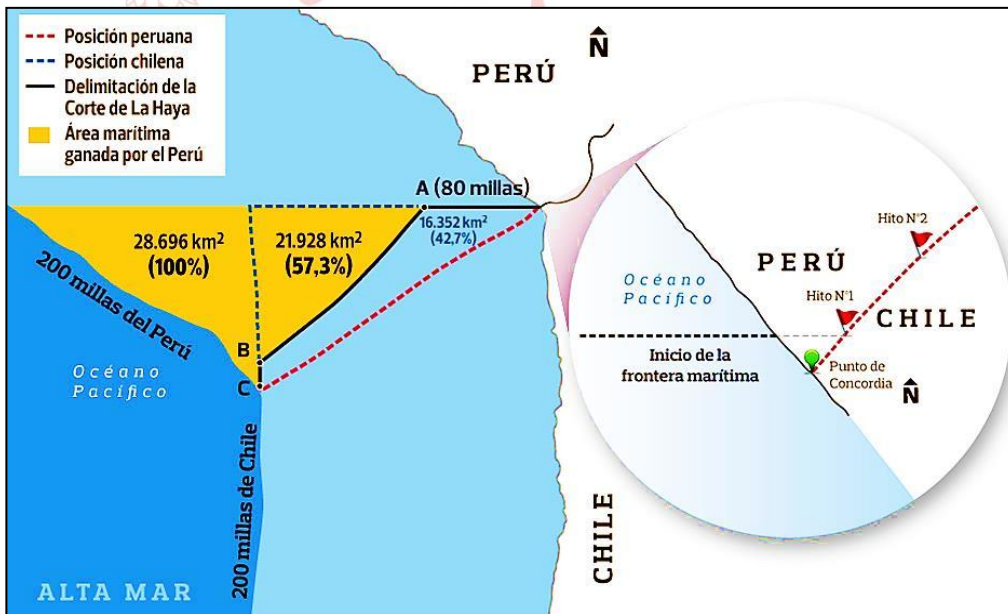 Posición peruana
Posición chilena
Delimitación de la
Corte de La Haya
Área marítima
ganada por el Perú
N
PERÚ
A (80 millas)
16.352 km²
(42,7%)
28.696 km²
(100%)
21.928 km²
(57,3%)
200 millas del Perú
B
C
Océano
Pacífico
200 millas de Chile
ALTA MAR
CHILE
Hito N°2
PERÚ
Océano
Pacífico
Hito N°1
CHILE
Inicio de la
frontera marítima
Punto de
Concordia
N